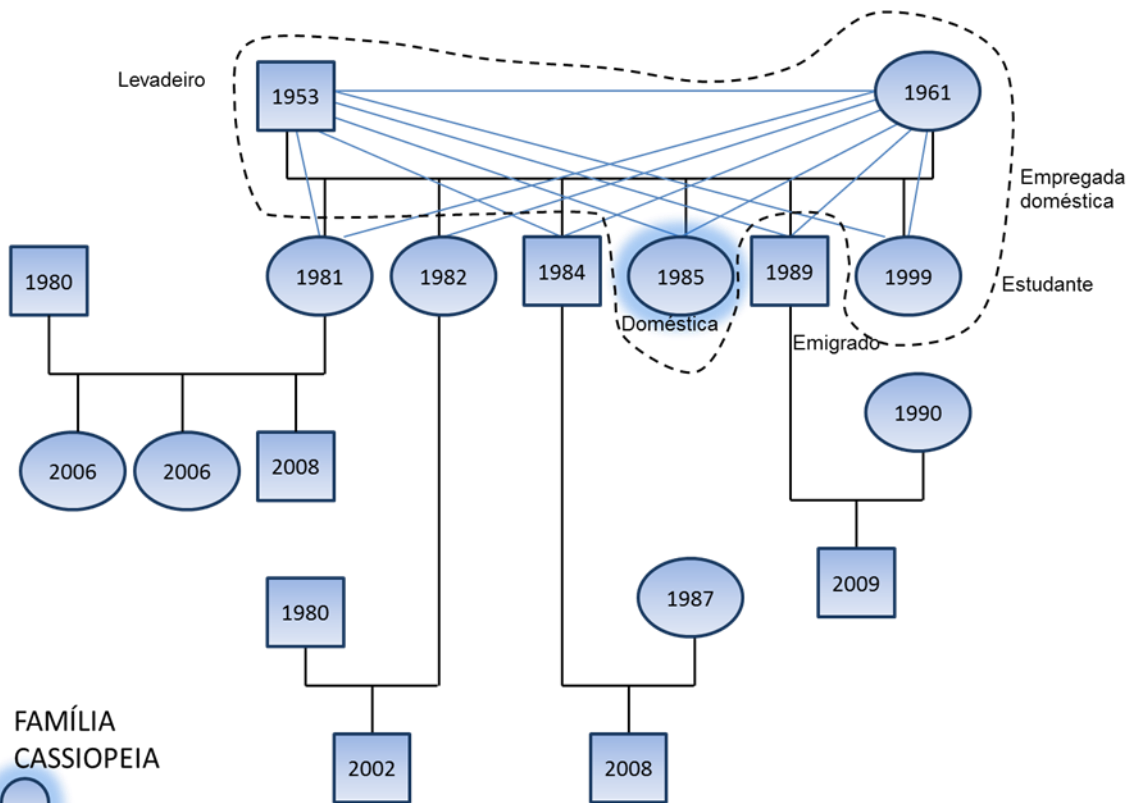 Levadeiro
1953
1961
Empregada
doméstica
1980
1981
1982
1984
1985
1989
1999
Estudante
Doméstica
Emigrado
1990
2006
2006
2008
2009
1980
1987
FAMÍLIA
CASSIOPEIA
2002
2008